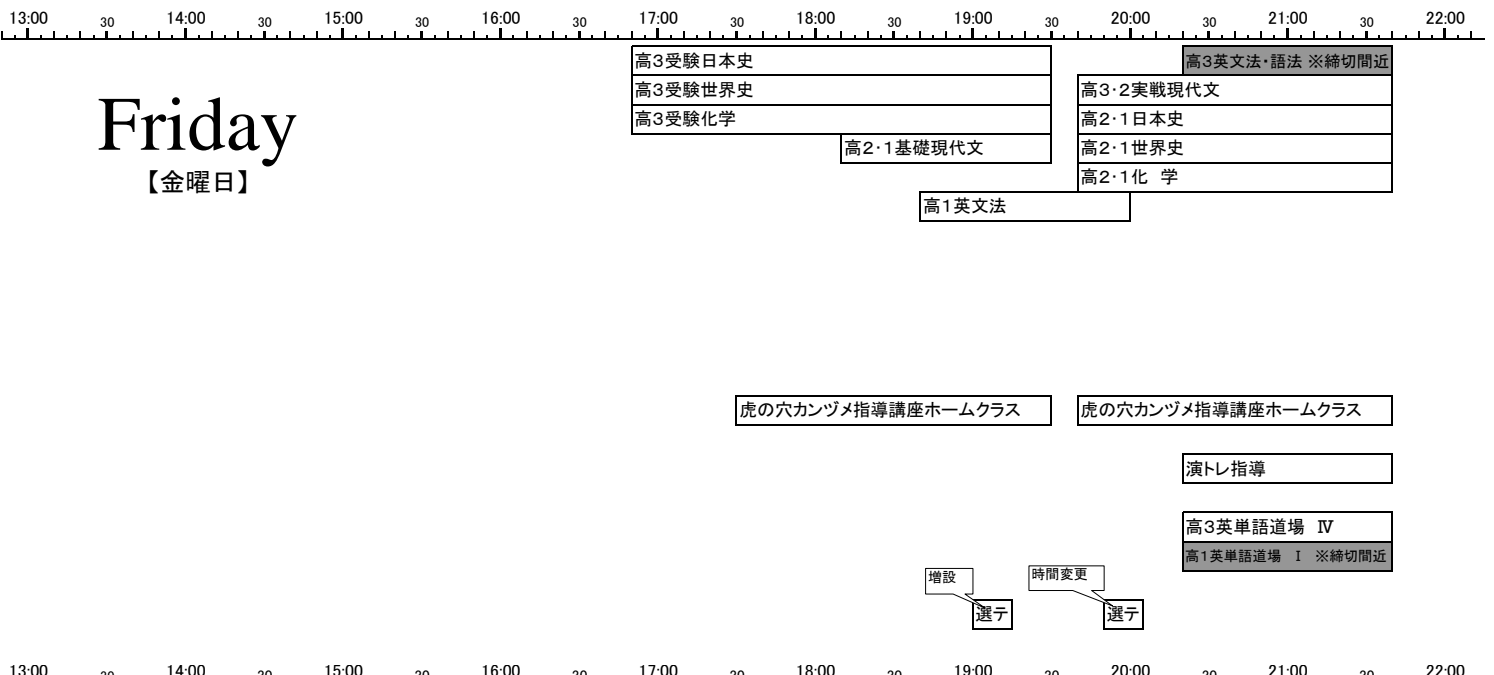 13:00 30 14:00 30 15:00 30 16:00 30 17:00 30 18:00 30 19:00 30 20:00 30 21:00 30 22:00
高3受験日本史 高3英文法・語法 ※締切間近
高3受験世界史 高3・2実戦現代文
高3受験化学 高2・1日本史
高2・1基礎現代文 高2・1世界史
高2・1化 学
高1英文法
Friday
【金曜日】
虎の穴カンヅメ指導講座ホームクラス 虎の穴カンヅメ指導講座ホームクラス
演トレ指導
高3英単語道場 Ⅳ
高1英単語道場 Ⅰ ※締切間近
増設 時間変更
選テ 選テ
13:00 30 14:00 30 15:00 30 16:00 30 17:00 30 18:00 30 19:00 30 20:00 30 21:00 30 22:00